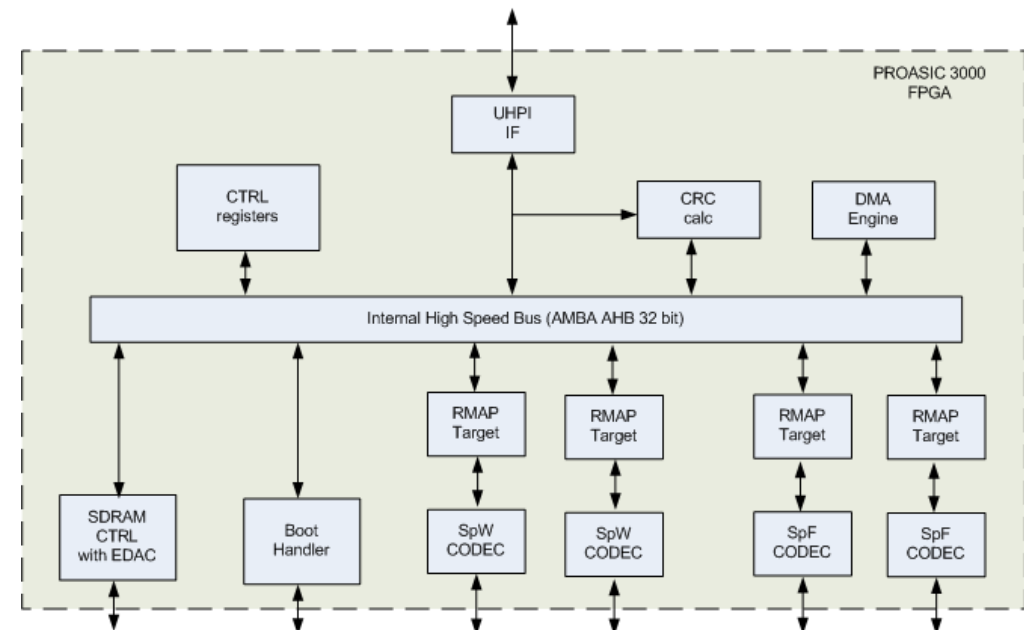 PROASIC 3000
FPGA
UHPI
IF
CTRL
registers
CRC
calc
DMA
Engine
Internal High Speed Bus (AMBA AHB 32 bit)
RMAP
Target
RMAP
Target
RMAP
Target
RMAP
Target
SDRAM
CTRL
with EDAC
Boot
Handler
SpW
CODEC
SpW
CODEC
SpF
CODEC
SpF
CODEC